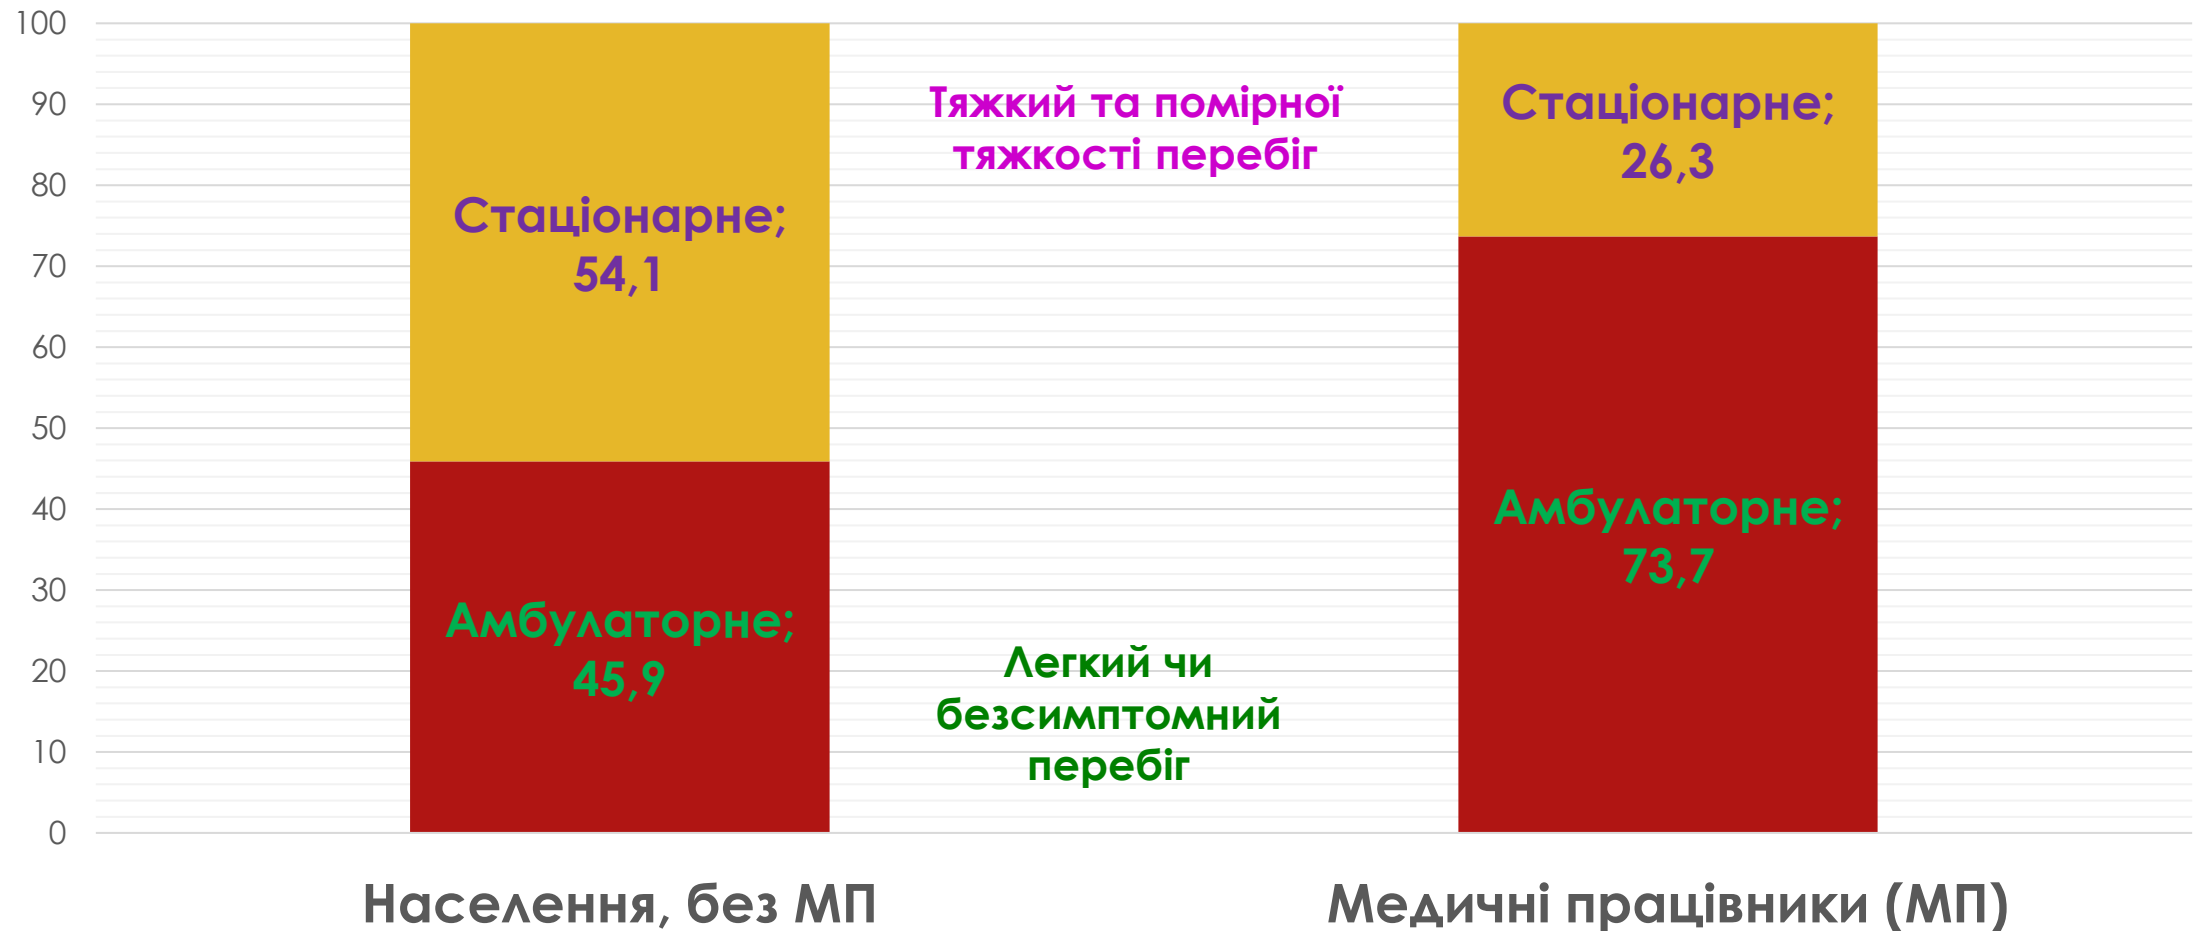 100
90
80
70
60
50
40
30
20
10
0
Стаціонарне;
54,1
Амбулаторне;
45,9
Тяжкий та помірної
тяжкості перебіг
Легкий чи
безсимптомний
перебіг
Стаціонарне;
26,3
Амбулаторне;
73,7
Населення, без МП
Медичні працівники (МП)